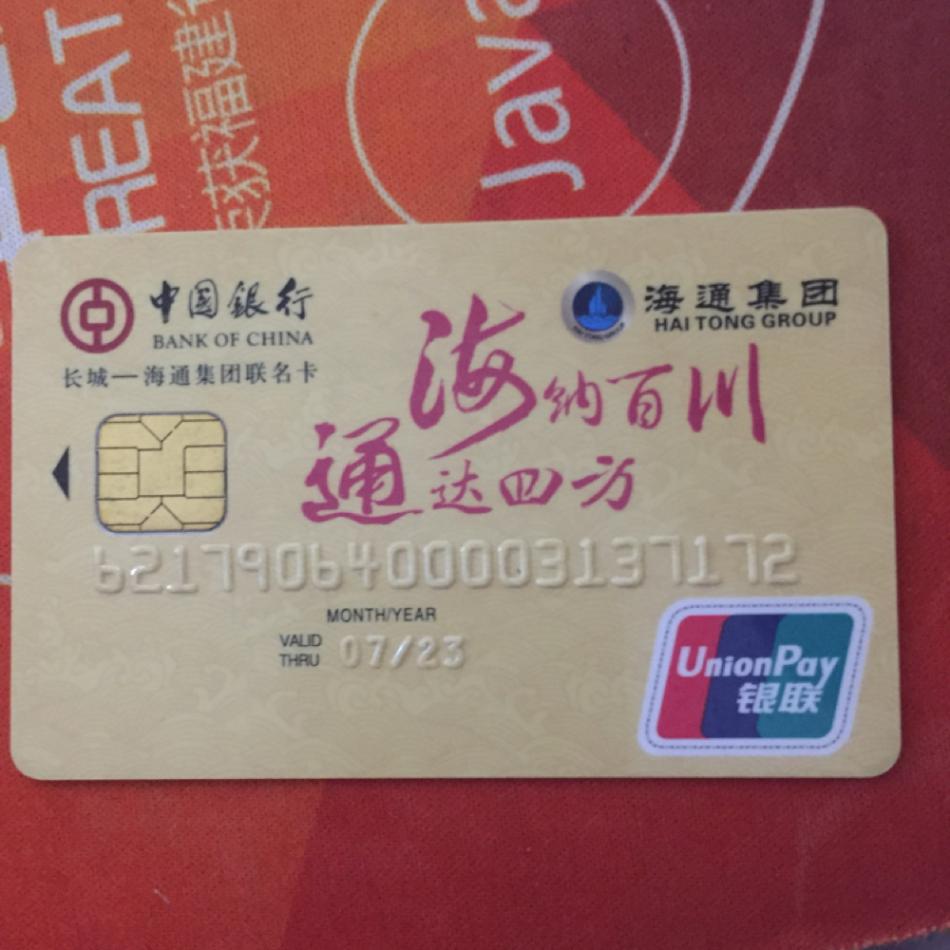 REAT
获福建
Java
中国銀行
BANK OF CHINA
长城—海通集团联名卡
海通集团
HAI TONG GROUP
海纳百川
通达四方
6217906400003137172
MONTH/YEAR
VALID THRU 07/23
UnionPay
银联